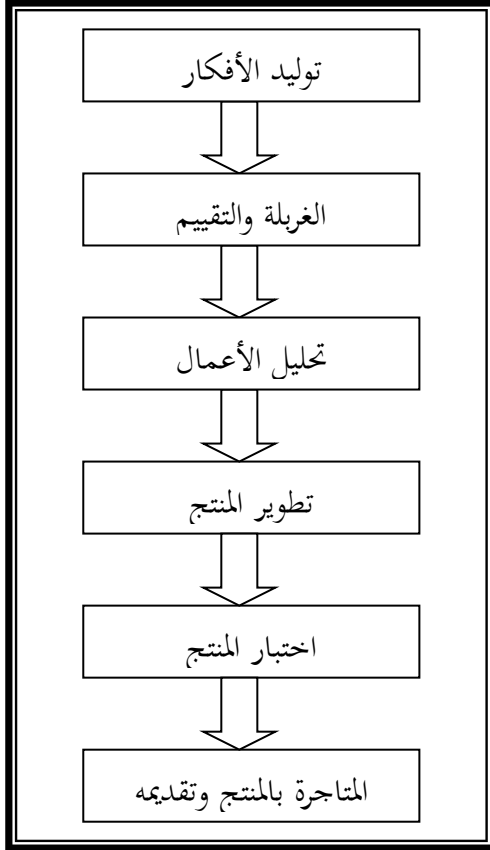 توليد الأفكار
الغربلة والتقييم
تحليل الأعمال
تطوير المنتج
اختبار المنتج
المتاجرة بالمنتج وتقديمه